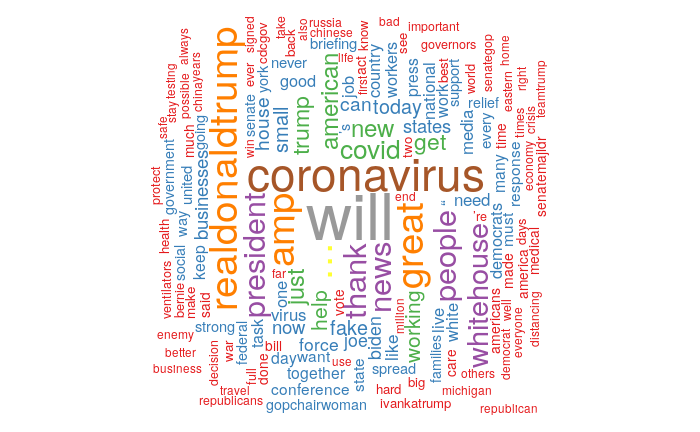 also russia
signed take chinese know bad important
always cdcgov back briefing see governors
ever never life country workers press senategop home
testing york good job firstact best world right
stay possible chinayears senate house small trump american can today national work support eastern teamtrump
safe much going win 's new states media relief every times crisis
realdonaldtrump covid two get time economy
protect government businesses coronavirus many response senatemajldr
way united president amp will end great people “ need 're must days
health social keep … thank news whitehouse democrats america medical
ventilators bernie make said far just help vote million working made
one virus now fake joe biden like live white americans well everyone distancing
strong federal task force families care democrat
enemy war bill
better decision done day want use others
business full together state spread big
travel conference hard michigan
republicans gopchairwoman ivankatrump republican